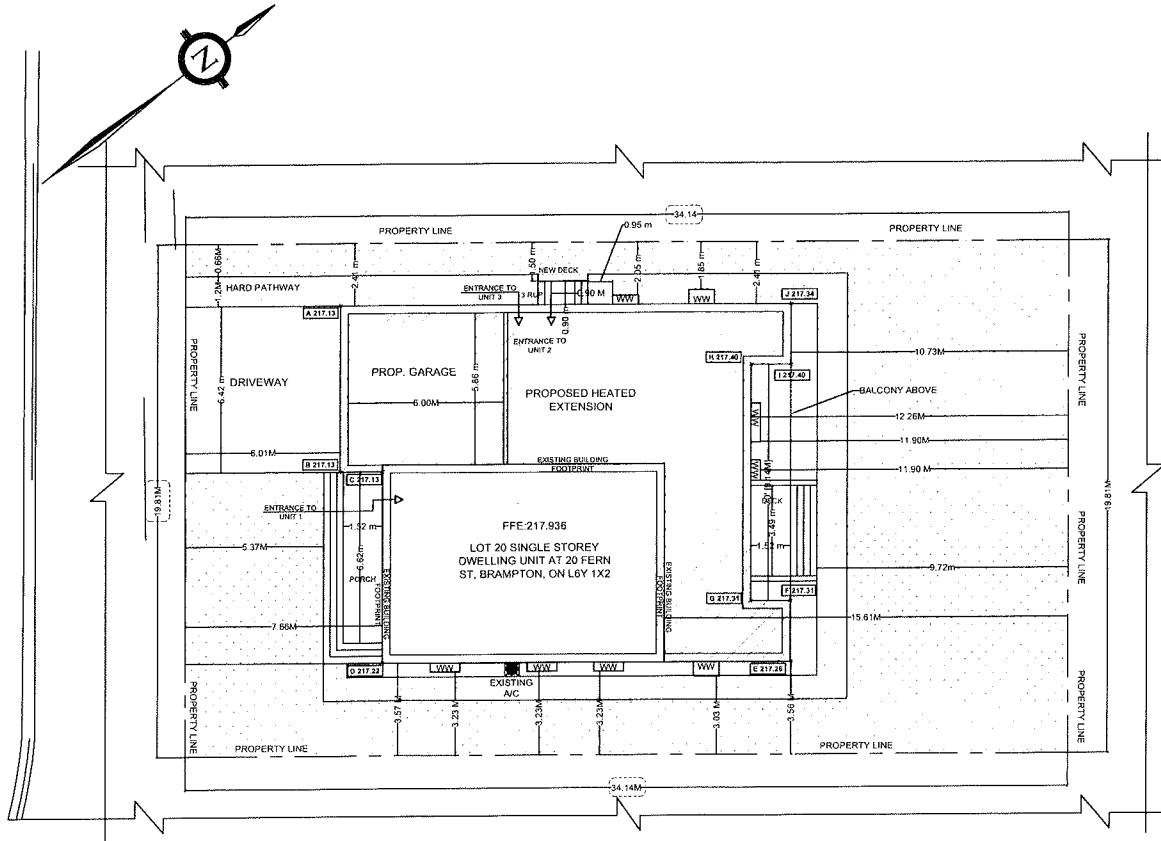 N
34.14
0.95 m
PROPERTY LINE
PROPERTY LINE
0.66M
1.2M
2.41 m
1.50 m
NEW DECK
2.05 m
1.85 m
2.41 m
HARD PATHWAY
ENTRANCE TO
UNIT 3
3 RUP
0.90 M
WW
WW
J 217.34
A 217.13
0.90 m
ENTRANCE TO
UNIT 2
PROPERTY LINE
6.42 m
DRIVEWAY
PROP. GARAGE
5.86 m
6.00M
PROPOSED HEATED
EXTENSION
H 217.40
I 217.40
10.73M
PROPERTY LINE
BALCONY ABOVE
WW
12.26M
11.90M
6.01M
B 217.13
EXISTING BUILDING
FOOTPRINT
WW
11.90 M
C 217.13
19.81M
ENTRANCE TO
UNIT 1
1.52 m
6.62m
FFE:217.936
LOT 20 SINGLE STOREY
DWELLING UNIT AT 20 FERN
ST, BRAMPTON, ON L6Y 1X2
DECK
3.49 m
1.52 m
19.81M
PROPERTY LINE
5.37M
PORCH
EXISTING BUILDING
FOOTPRINT
EXISTING BUILDING
FOOTPRINT
9.72m
G 217.31
F 217.31
7.66M
15.61M
D 217.22
WW
WW
WW
WW
E 217.26
EXISTING
A/C
3.57 M
3.23 M
3.23M
3.23M
3.03 M
3.56 M
PROPERTY LINE
PROPERTY LINE
PROPERTY LINE
PROPERTY LINE
34.14M